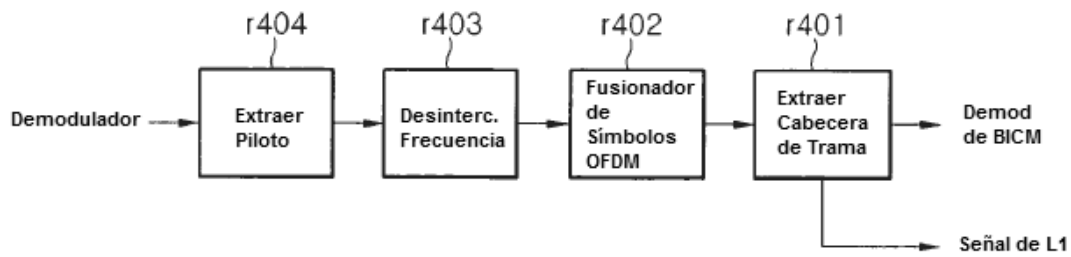 r404
r403
r402
r401
Demodulador
Extraer
Piloto
Desinterc.
Frecuencia
Fusionador
de
Símbolos
OFDM
Extraer
Cabecera
de Trama
Demod
de BICM
Señal de L1